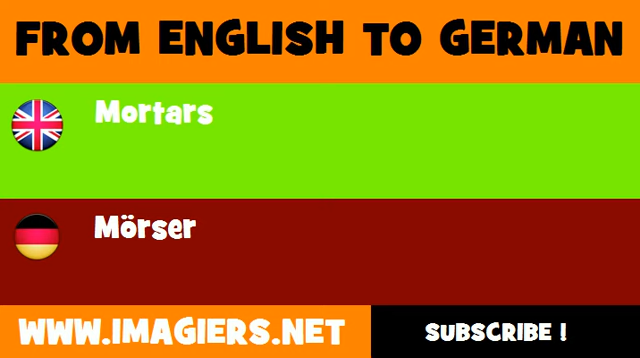 FROM ENGLISH TO GERMAN
Mortars
Mörser
WWW.IMAGIERS.NET
SUBSCRIBE !